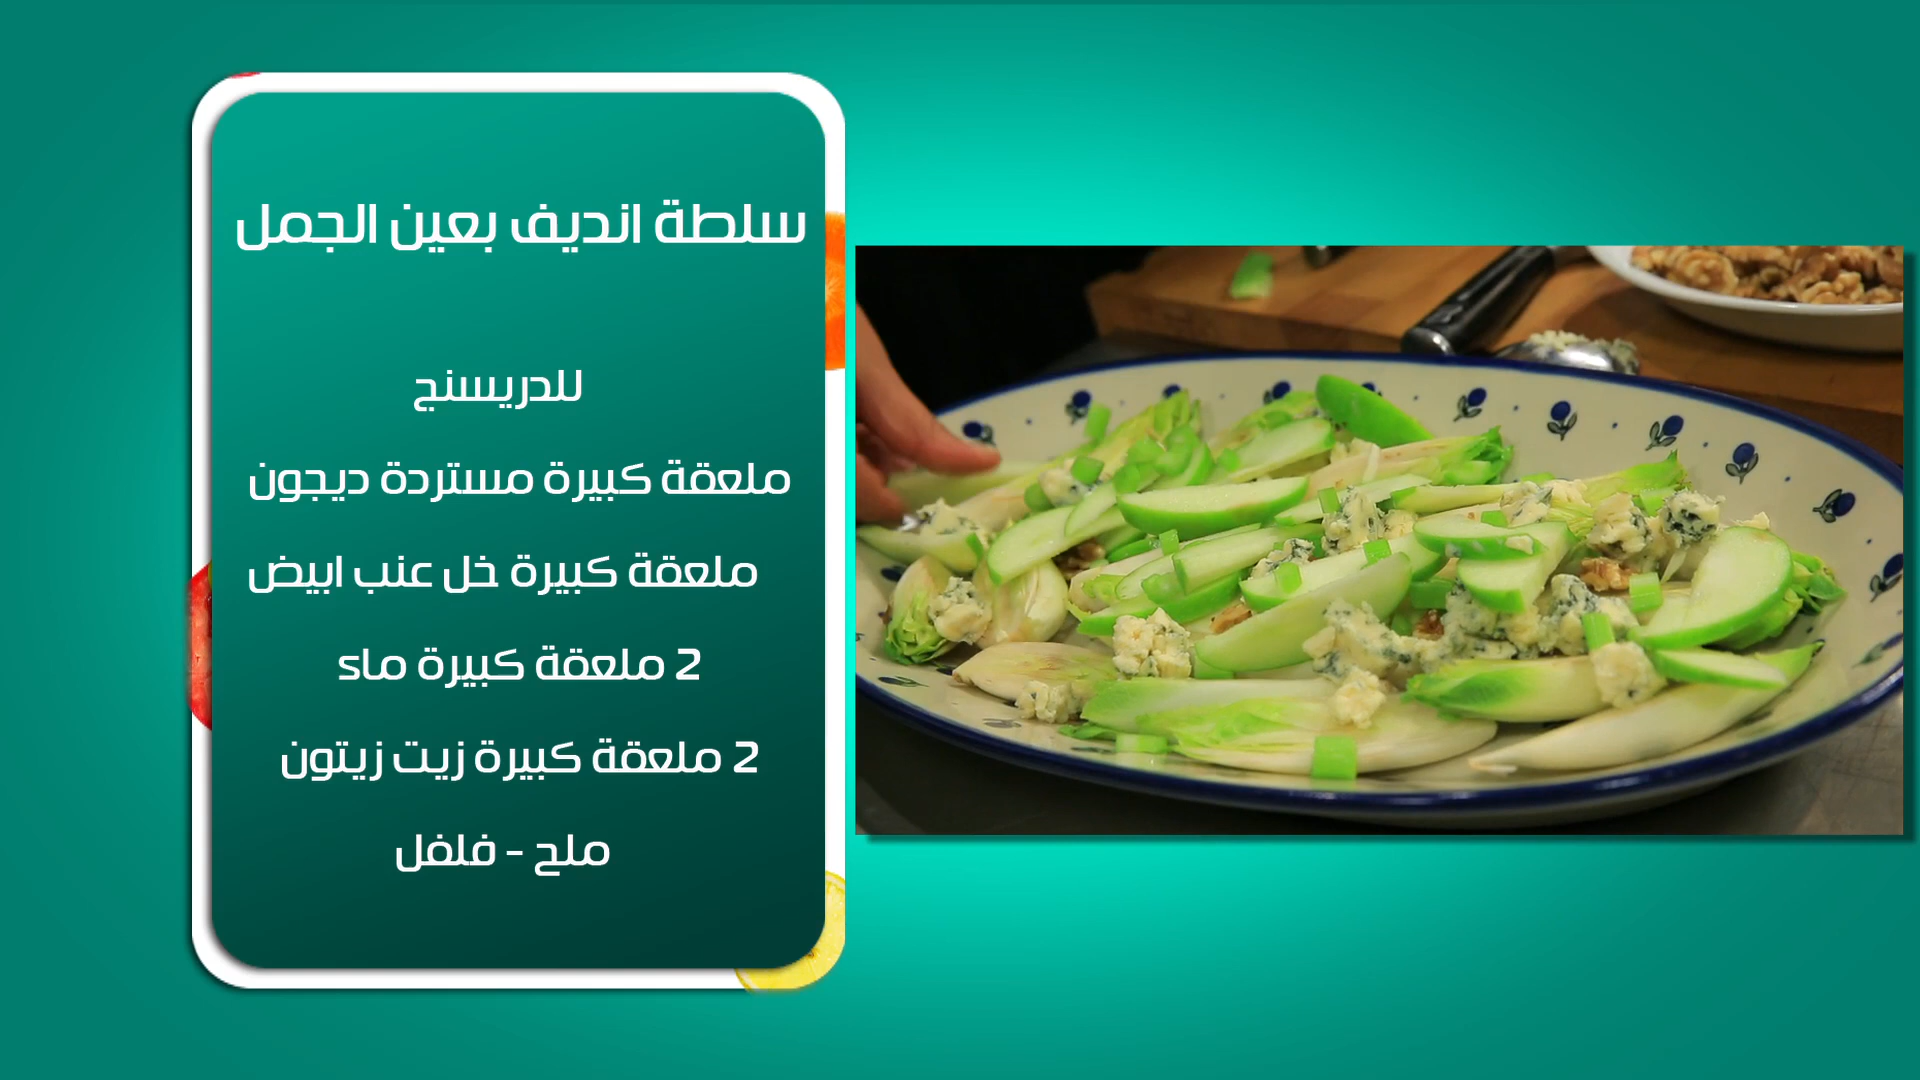 سلطة انديف بعين الجمل
للدريسنج
ملعقة كبيرة مستردة ديجون
ملعقة كبيرة خل عنب ابيض
2 ملعقة كبيرة ماء
2 ملعقة كبيرة زيت زيتون
ملح - فلفل